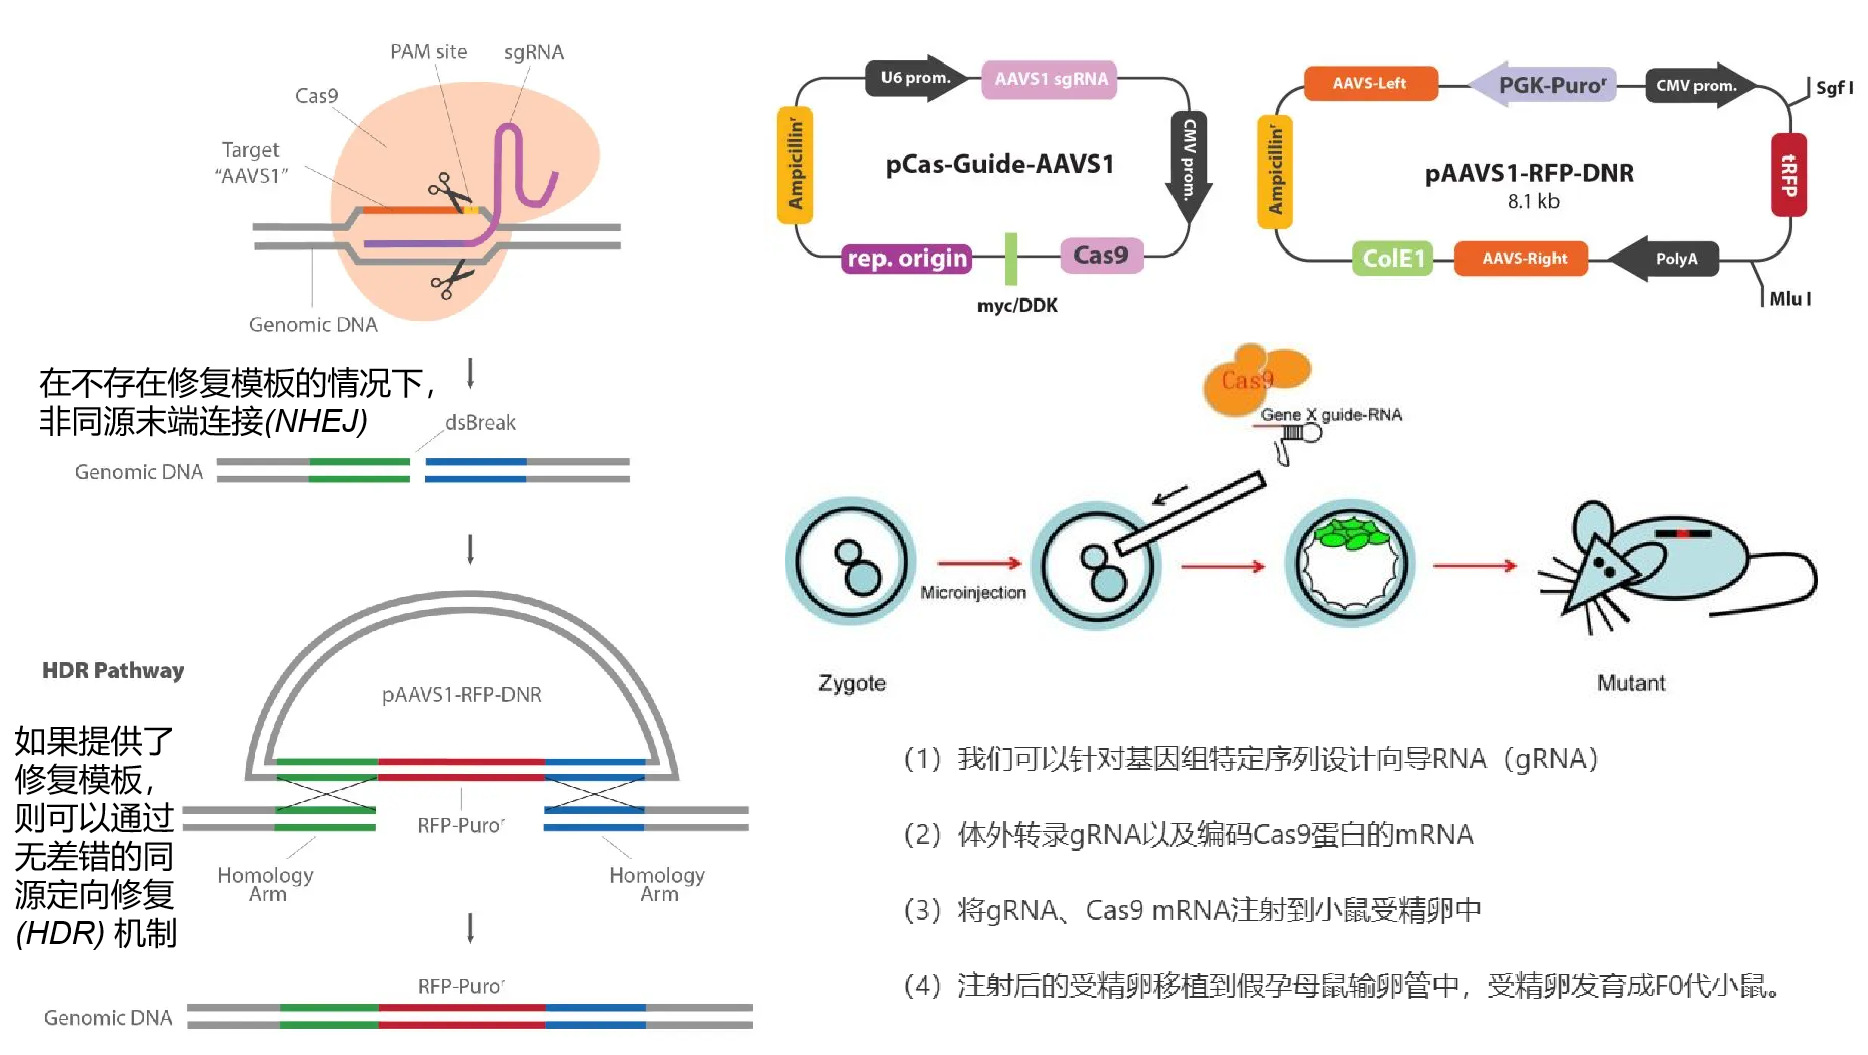 PAM site
sgRNA
Cas9
Target
"AAVS1"
Genomic DNA
在不存在修复模板的情况下，
非同源末端连接(NHEJ)
dsBreak
Genomic DNA
HDR Pathway
pAAVS1-RFP-DNR
如果提供了
修复模板，
则可以通过
无差错的同
源定向修复
(HDR) 机制
RFP-Puroʳ
Homology
Arm
Homology
Arm
RFP-Puroʳ
Genomic DNA
U6 prom.
AAVS1 sgRNA
Ampicillinʳ
CMV prom.
pCas-Guide-AAVS1
rep. origin
Cas9
myc/DDK
AAVS-Left
PGK-Puroʳ
CMV prom.
Sgf I
Ampicillinʳ
tRFP
pAAVS1-RFP-DNR
8.1 kb
ColE1
AAVS-Right
PolyA
Mlu I
Cas9
Gene X guide-RNA
Microinjection
Zygote
Mutant
（1）我们可以针对基因组特定序列设计向导RNA（gRNA）
（2）体外转录gRNA以及编码Cas9蛋白的mRNA
（3）将gRNA、Cas9 mRNA注射到小鼠受精卵中
（4）注射后的受精卵移植到假孕母鼠输卵管中，受精卵发育成F0代小鼠。